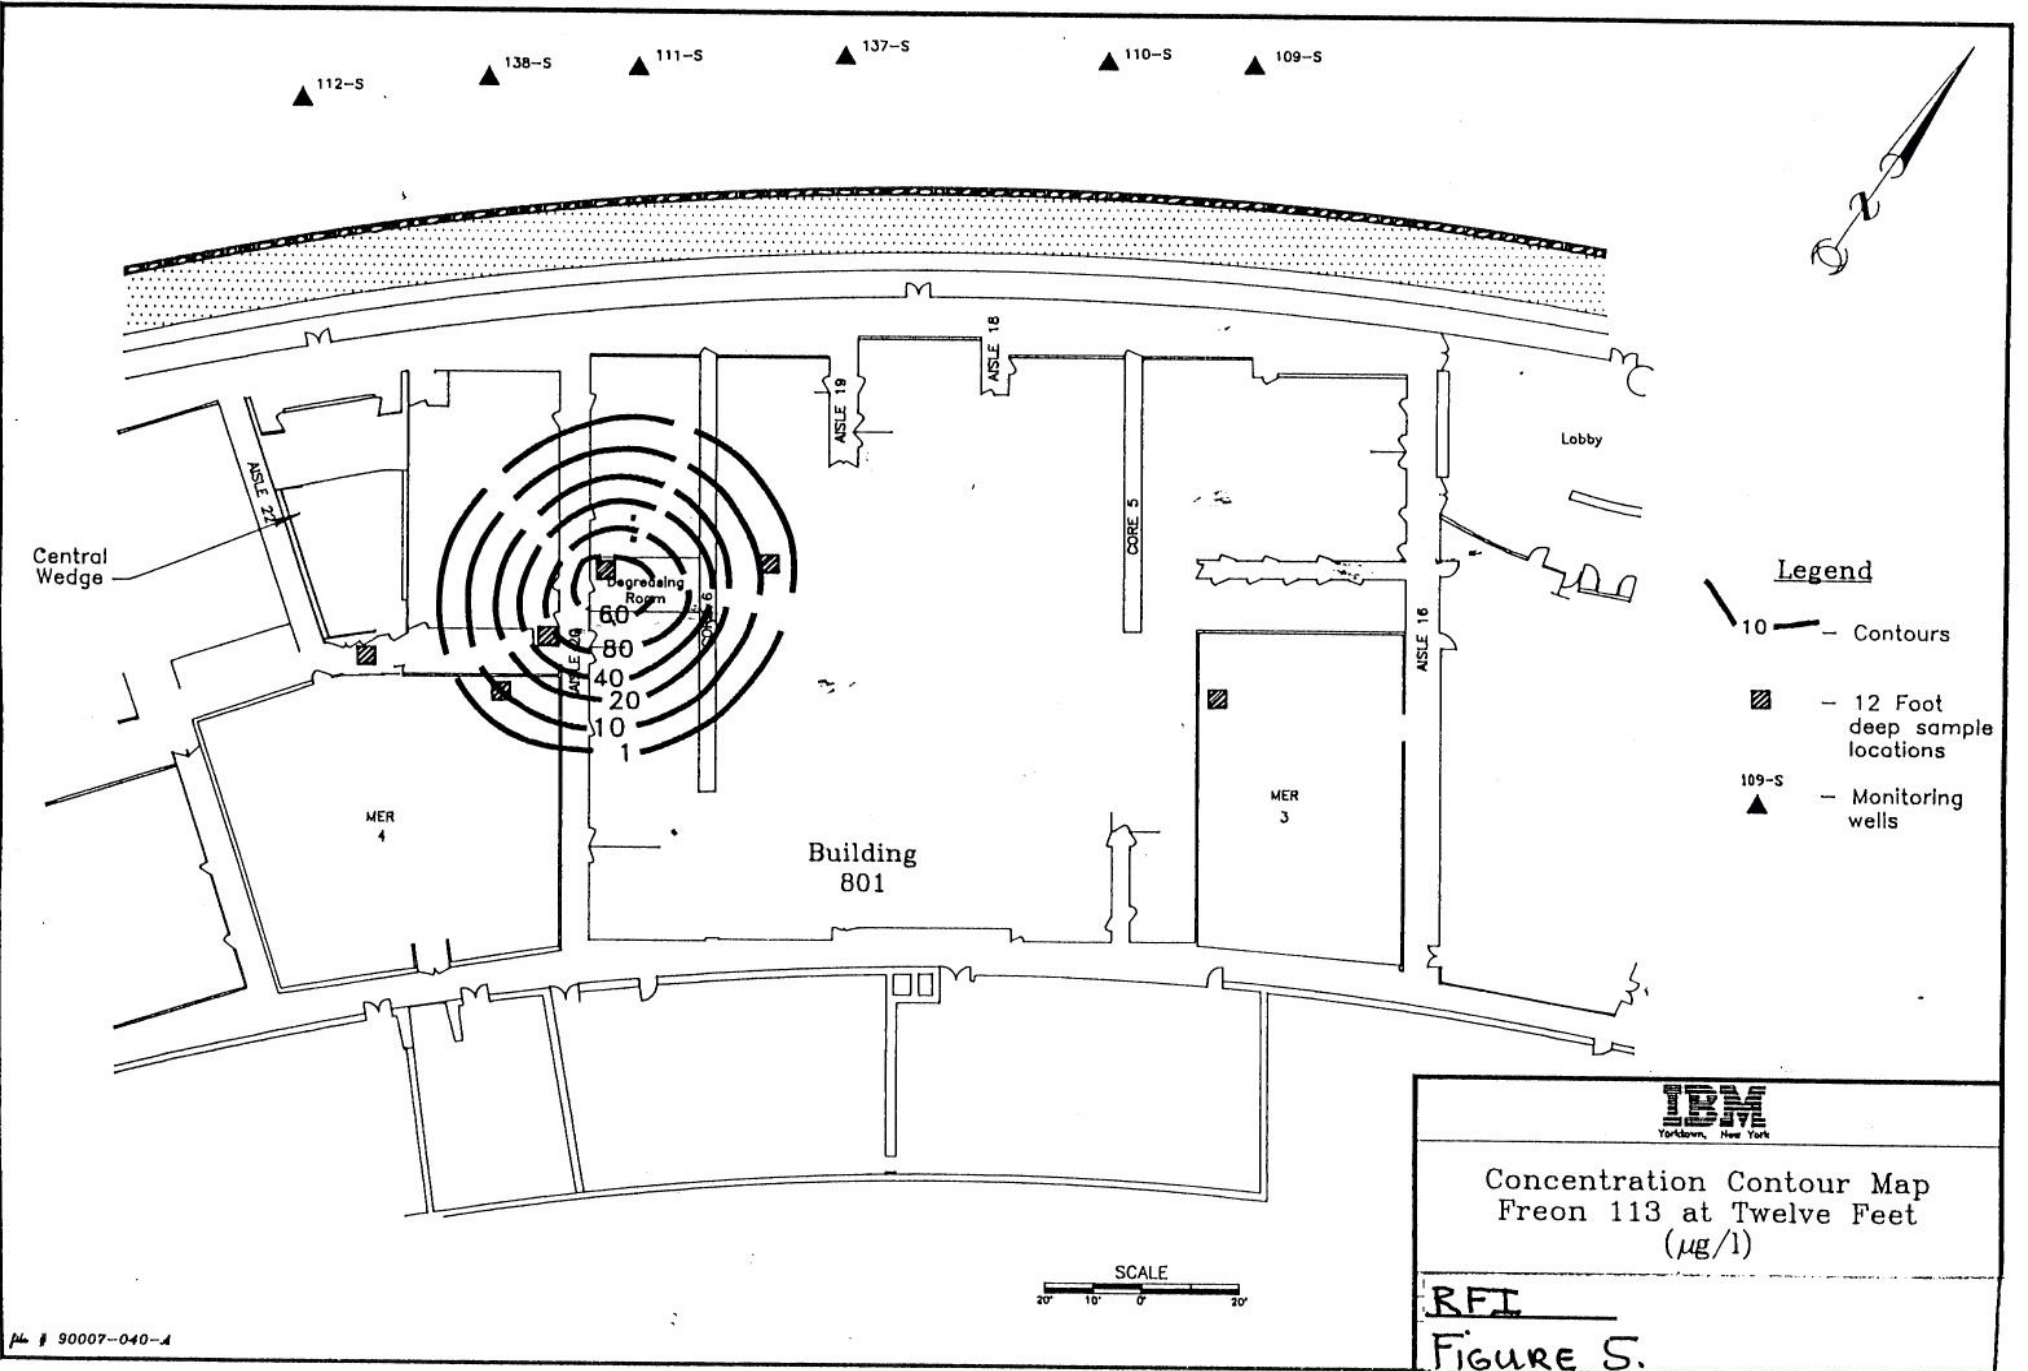 112-S
138-S
111-S
137-S
110-S
109-S
N
AISLE 18
AISLE 19
Lobby
AISLE 22
CORE 5
Central
Wedge
Degreasing
Room
CORE 6
AISLE 20
AISLE 16
60
80
40
20
10
1
MER
4
MER
3
Building
801
Legend
10
- Contours
- 12 Foot
deep sample
locations
109-S
- Monitoring
wells
IBM
Yorktown, New York
Concentration Contour Map
Freon 113 at Twelve Feet
(µg/l)
RFI
FIGURE 5.
SCALE
20' 10' 0' 20'
# 90007-040-A